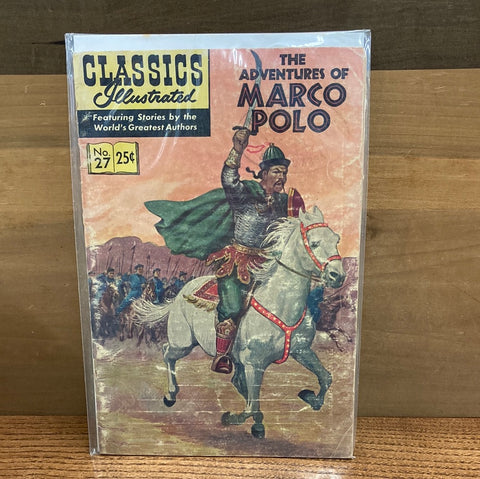 CLASSICS
Illustrated
Featuring Stories by the
World's Greatest Authors
No.
27
25¢
THE
ADVENTURES OF
MARCO
POLO